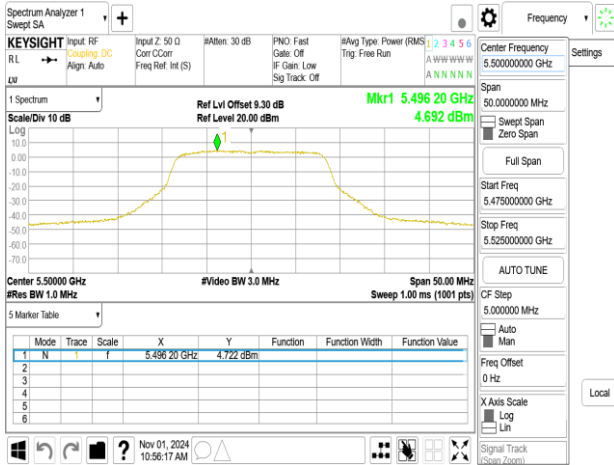 Spectrum Analyzer 1
Swept SA
Frequency
KEYSIGHT
RL
Input: RF
Coupling: DC
Align: Auto
Input Z: 50 Ω
Corr CCorr
Freq Ref: Int (S)
#Atten: 30 dB
PNO: Fast
Gate: Off
IF Gain: Low
Sig Track: Off
#Avg Type: Power (RMS
Trig: Free Run
1 2 3 4 5 6
A W W W W W
A N N N N N
Settings
1 Spectrum
Scale/Div 10 dB
Ref Lvl Offset 9.30 dB
Ref Level 20.00 dBm
Mkr1 5.496 20 GHz
4.692 dBm
Log
10.0
0.00
-10.0
-20.0
-30.0
-40.0
-50.0
-60.0
-70.0
1
Center 5.50000 GHz
#Res BW 1.0 MHz
#Video BW 3.0 MHz
Span 50.00 MHz
Sweep 1.00 ms (1001 pts)
5 Marker Table
Mode Trace Scale X Y Function Function Width Function Value
1 N 1 f 5.496 20 GHz 4.722 dBm
2
3
4
5
6
Nov 01, 2024
10:56:17 AM
Center Frequency
5.500000000 GHz
Span
50.0000000 MHz
Swept Span
Zero Span
Full Span
Start Freq
5.475000000 GHz
Stop Freq
5.525000000 GHz
AUTO TUNE
CF Step
5.000000 MHz
Auto
Man
Freq Offset
0 Hz
X Axis Scale
Log
Lin
Signal Track
(Span Zoom)
Local